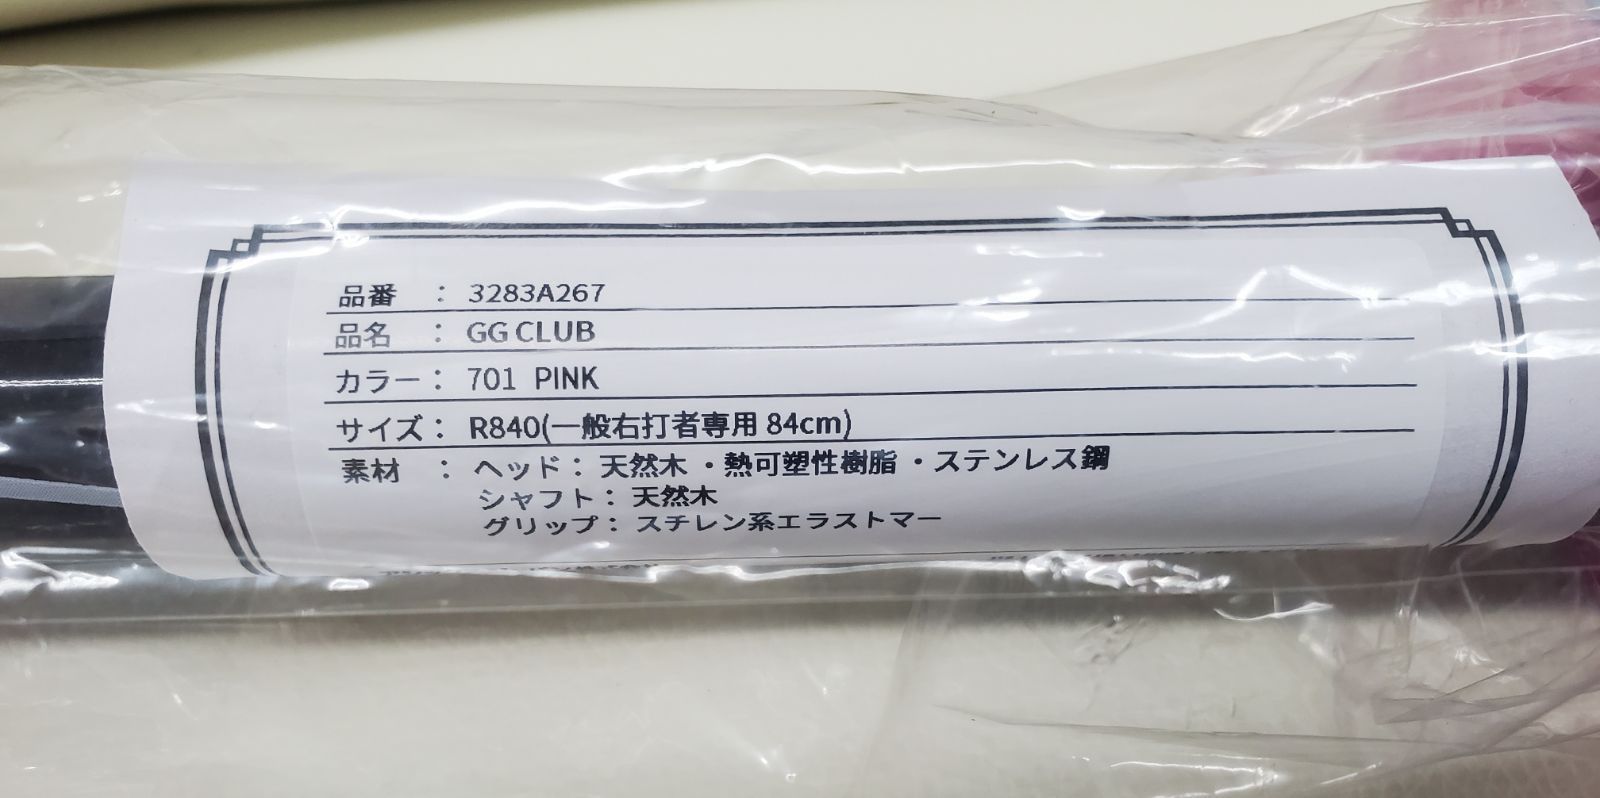 品番 : 3283A267
品名 : GG CLUB
カラー : 701 PINK
サイズ : R840(一般右打者専用 84cm)
素材 : ヘッド : 天然木・熱可塑性樹脂・ステンレス鋼
シャフト : 天然木
グリップ : スチレン系エラストマー